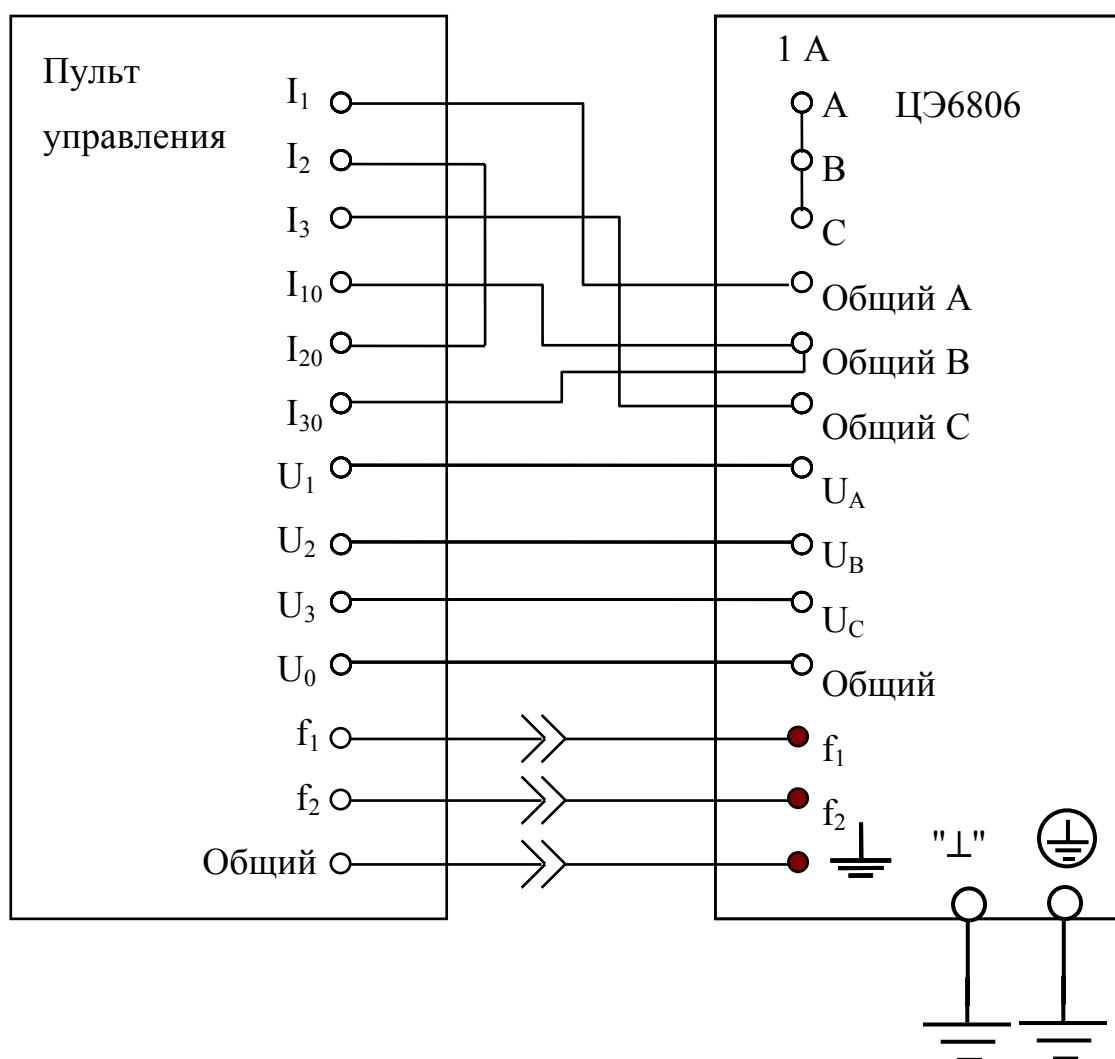 Пульт
управления
I1
I2
I3
I10
I20
I30
U1
U2
U3
U0
f1
f2
Общий
1 А
А ЦЭ6806
В
С
Общий А
Общий В
Общий С
UA
UB
UC
Общий
f1
f2
"⊥"